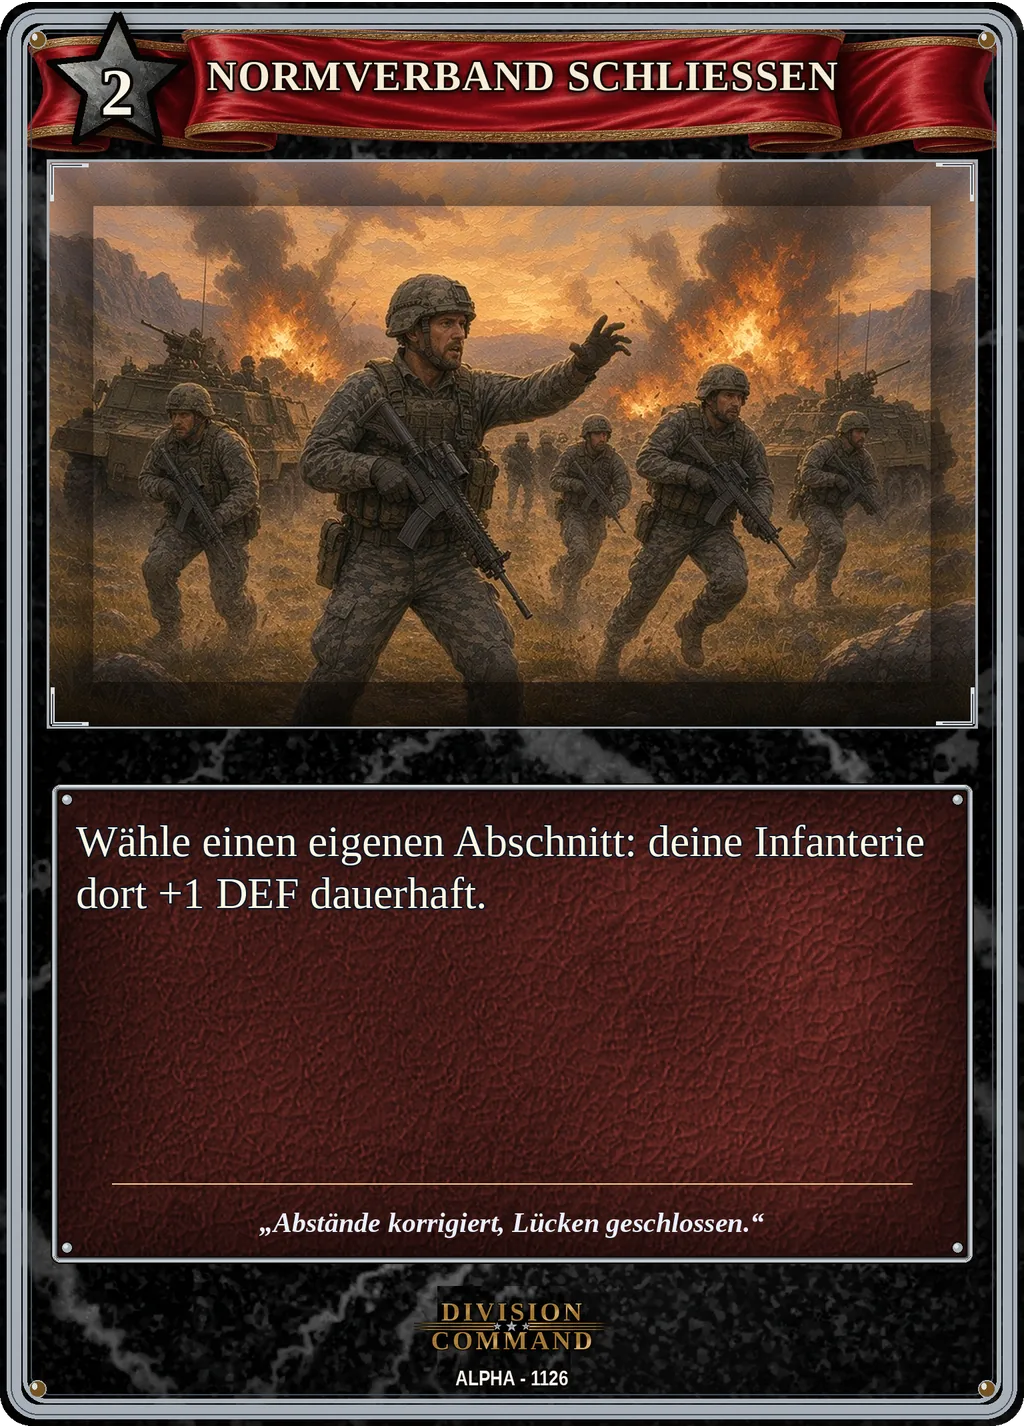 2
NORMVERBAND SCHLIESSEN
Wähle einen eigenen Abschnitt: deine Infanterie
dort +1 DEF dauerhaft.
„Abstände korrigiert, Lücken geschlossen.“
DIVISION
COMMAND
ALPHA - 1126